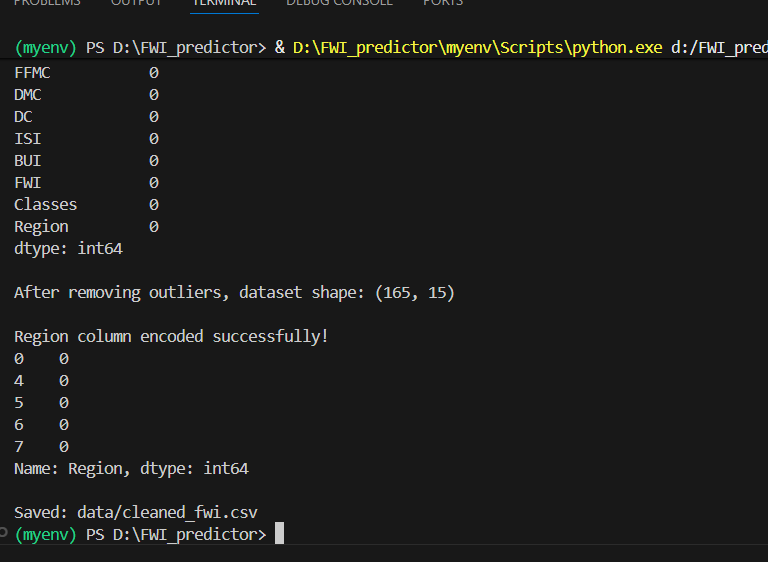 PROBLEMS OUTPUT TERMINAL DEBUG CONSOLE PORTS
(myenv) PS D:\FWI_predictor> & D:\FWI_predictor\myenv\Scripts\python.exe d:/FWI_pred
FFMC 0
DMC 0
DC 0
ISI 0
BUI 0
FWI 0
Classes 0
Region 0
dtype: int64
After removing outliers, dataset shape: (165, 15)
Region column encoded successfully!
0 0
4 0
5 0
6 0
7 0
Name: Region, dtype: int64
Saved: data/cleaned_fwi.csv
(myenv) PS D:\FWI_predictor>